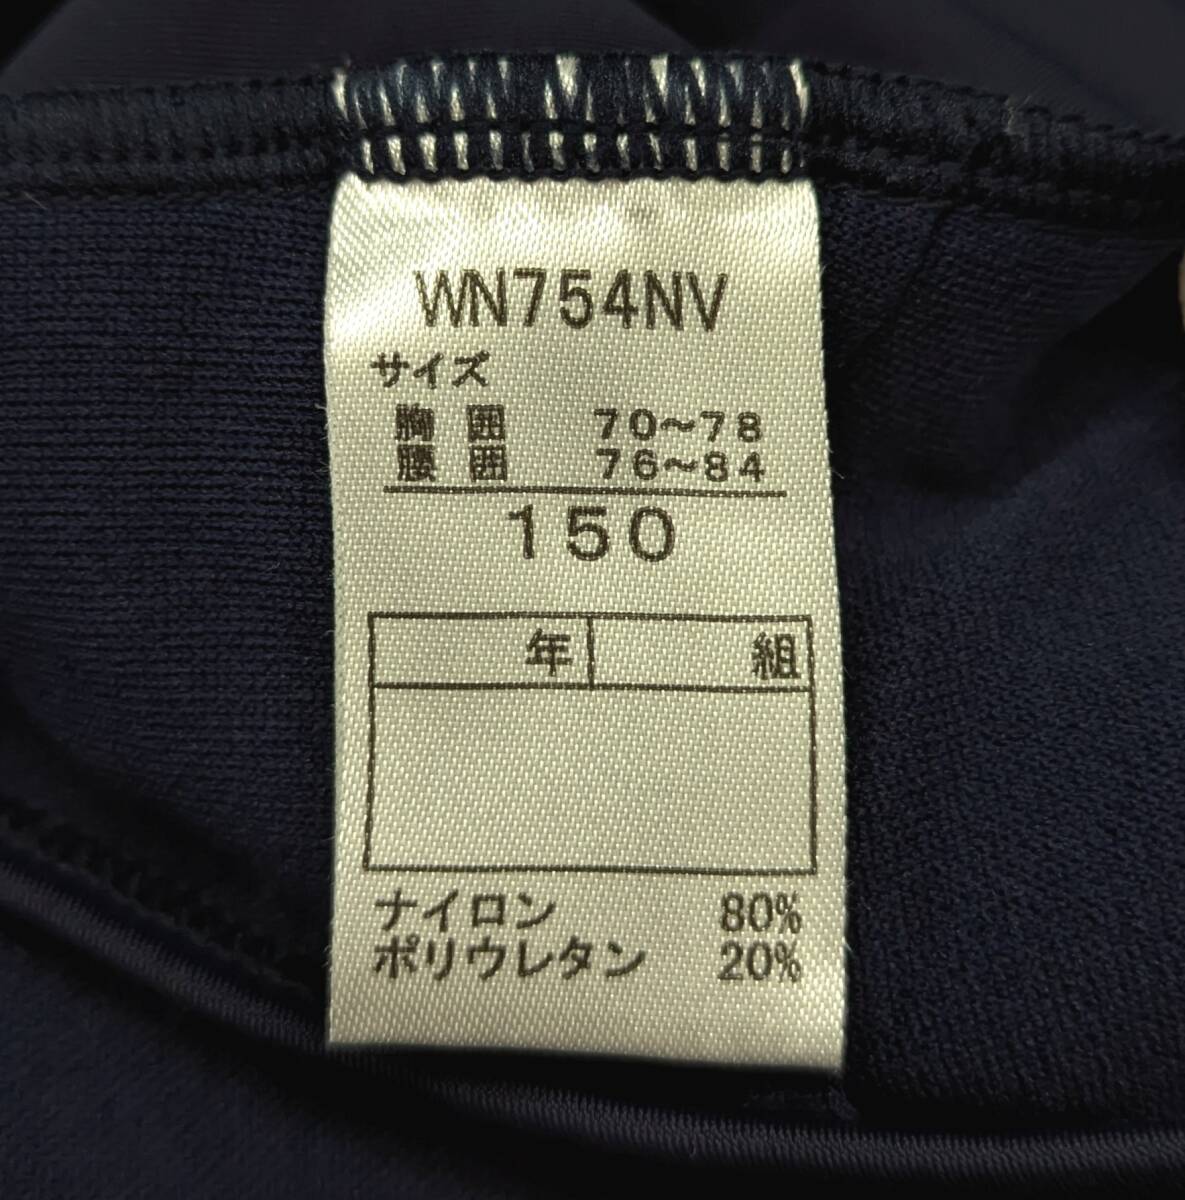 WN754NV
サイズ
胸囲 70～78
腰囲 76～84
150
年 組
ナイロン 80%
ポリウレタン 20%